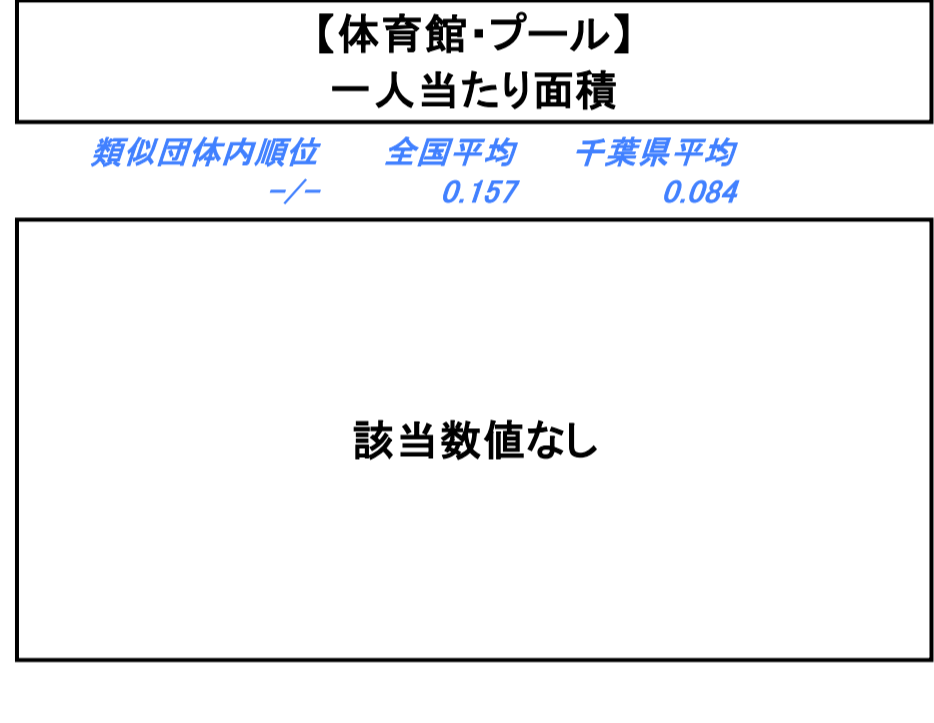 【体育館・プール】
一人当たり面積
類似団体内順位 全国平均 千葉県平均
-/- 0.157 0.084
該当数値なし